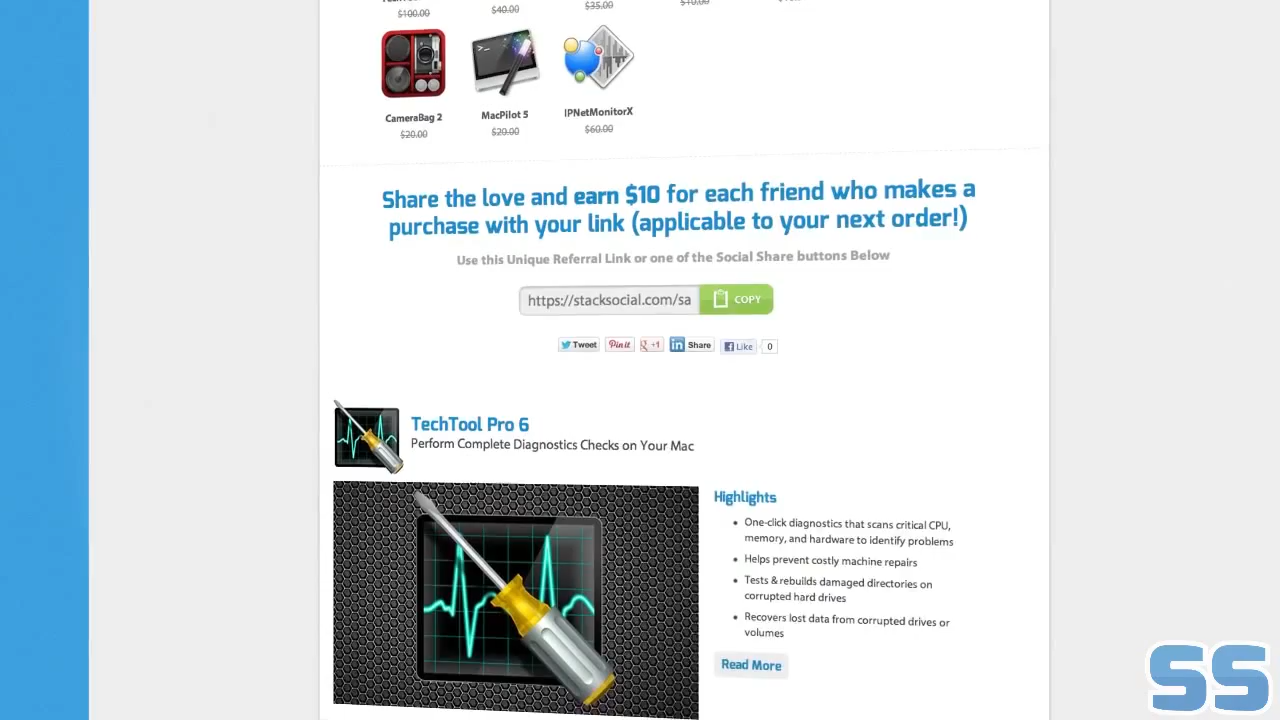 $100.00
$40.00
$35.00
$10.00
CameraBag 2
$20.00
MacPilot 5
$20.00
IPNetMonitorX
$60.00
Share the love and earn $10 for each friend who makes a
purchase with your link (applicable to your next order!)
Use this Unique Referral Link or one of the Social Share buttons Below
https://stacksocial.com/sa
COPY
Tweet
Pin it
+1
in Share
Like
0
TechTool Pro 6
Perform Complete Diagnostics Checks on Your Mac
Highlights
• One-click diagnostics that scans critical CPU,
memory, and hardware to identify problems
• Helps prevent costly machine repairs
• Tests & rebuilds damaged directories on
corrupted hard drives
• Recovers lost data from corrupted drives or
volumes
Read More
SS